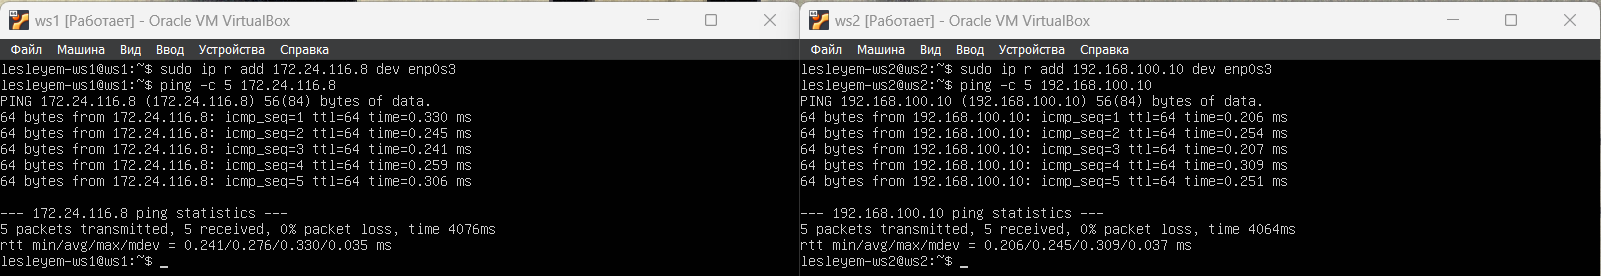 ws1 [Работает] - Oracle VM VirtualBox
Файл Машина Вид Ввод Устройства Справка
lesleyem-ws1@ws1:~$ sudo ip r add 172.24.116.8 dev enp0s3
lesleyem-ws1@ws1:~$ ping -c 5 172.24.116.8
PING 172.24.116.8 (172.24.116.8) 56(84) bytes of data.
64 bytes from 172.24.116.8: icmp_seq=1 ttl=64 time=0.330 ms
64 bytes from 172.24.116.8: icmp_seq=2 ttl=64 time=0.245 ms
64 bytes from 172.24.116.8: icmp_seq=3 ttl=64 time=0.241 ms
64 bytes from 172.24.116.8: icmp_seq=4 ttl=64 time=0.259 ms
64 bytes from 172.24.116.8: icmp_seq=5 ttl=64 time=0.306 ms
--- 172.24.116.8 ping statistics ---
5 packets transmitted, 5 received, 0% packet loss, time 4076ms
rtt min/avg/max/mdev = 0.241/0.276/0.330/0.035 ms
lesleyem-ws1@ws1:~$ _
ws2 [Работает] - Oracle VM VirtualBox
Файл Машина Вид Ввод Устройства Справка
lesleyem-ws2@ws2:~$ sudo ip r add 192.168.100.10 dev enp0s3
lesleyem-ws2@ws2:~$ ping -c 5 192.168.100.10
PING 192.168.100.10 (192.168.100.10) 56(84) bytes of data.
64 bytes from 192.168.100.10: icmp_seq=1 ttl=64 time=0.206 ms
64 bytes from 192.168.100.10: icmp_seq=2 ttl=64 time=0.254 ms
64 bytes from 192.168.100.10: icmp_seq=3 ttl=64 time=0.207 ms
64 bytes from 192.168.100.10: icmp_seq=4 ttl=64 time=0.309 ms
64 bytes from 192.168.100.10: icmp_seq=5 ttl=64 time=0.251 ms
--- 192.168.100.10 ping statistics ---
5 packets transmitted, 5 received, 0% packet loss, time 4064ms
rtt min/avg/max/mdev = 0.206/0.245/0.309/0.037 ms
lesleyem-ws2@ws2:~$ _